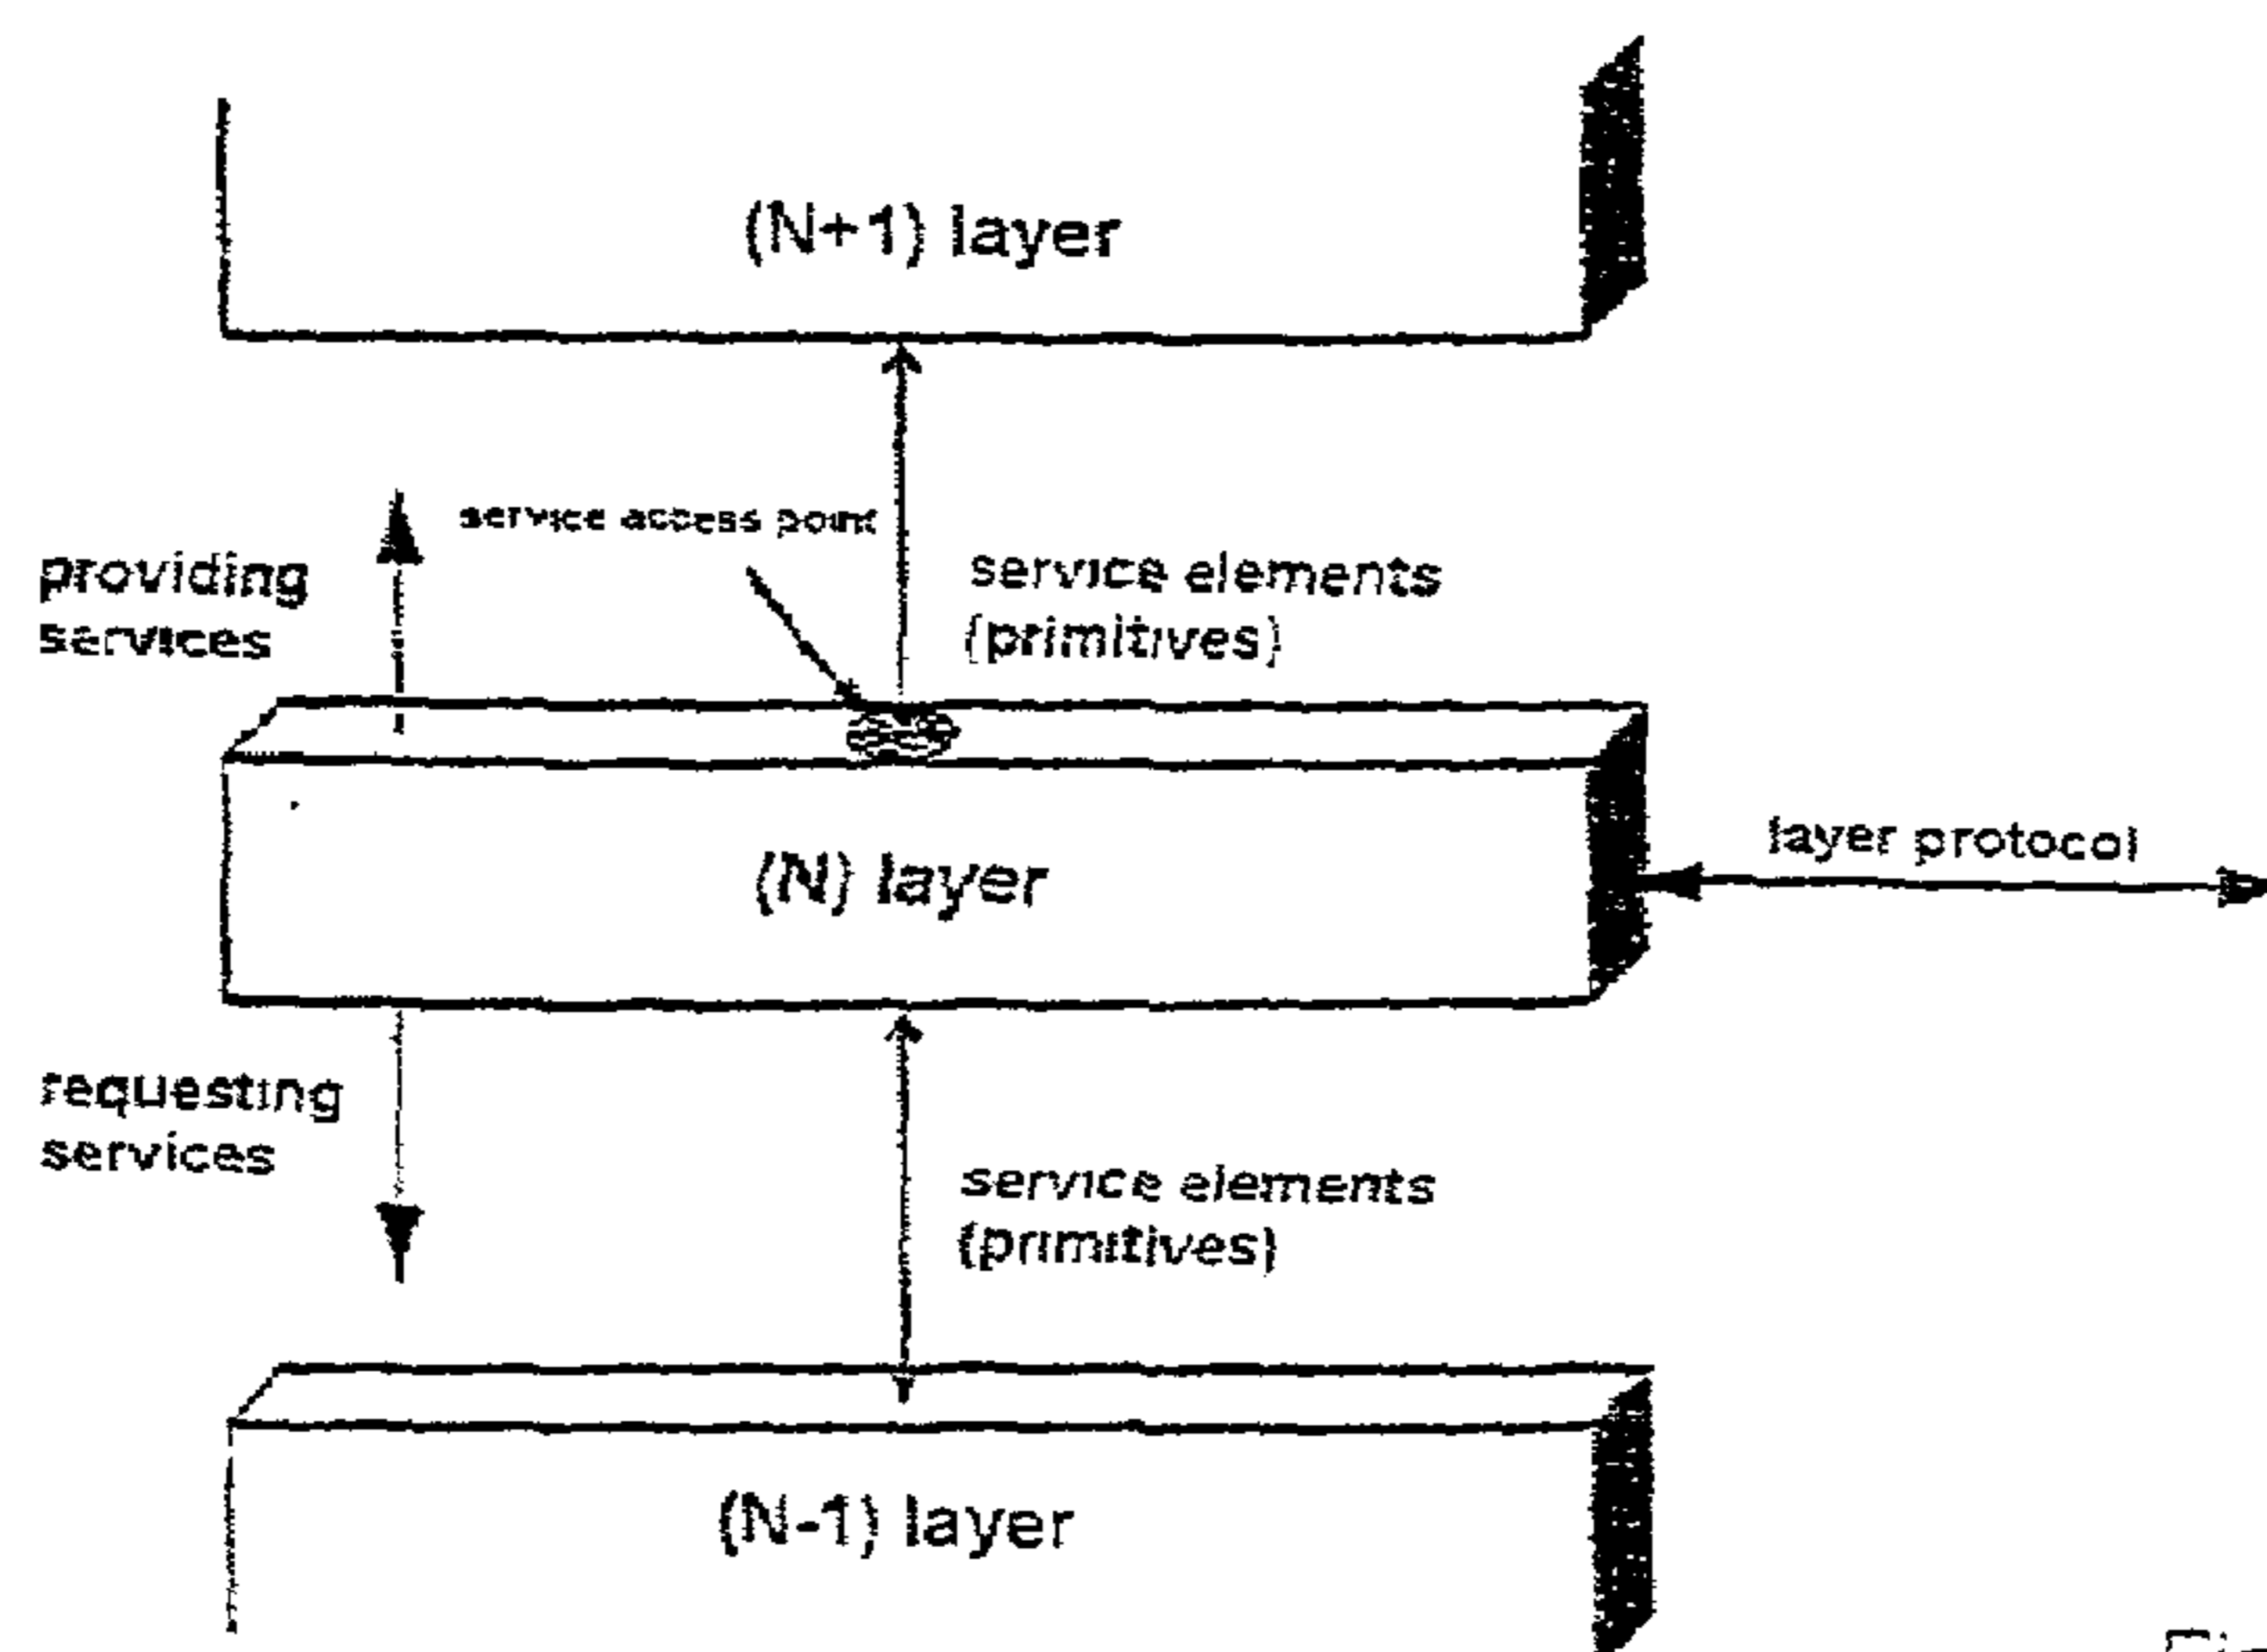 (N+1) layer
service access point
providing
services
service elements
(primitives)
(N) layer
layer protocol
requesting
services
service elements
(primitives)
(N-1) layer